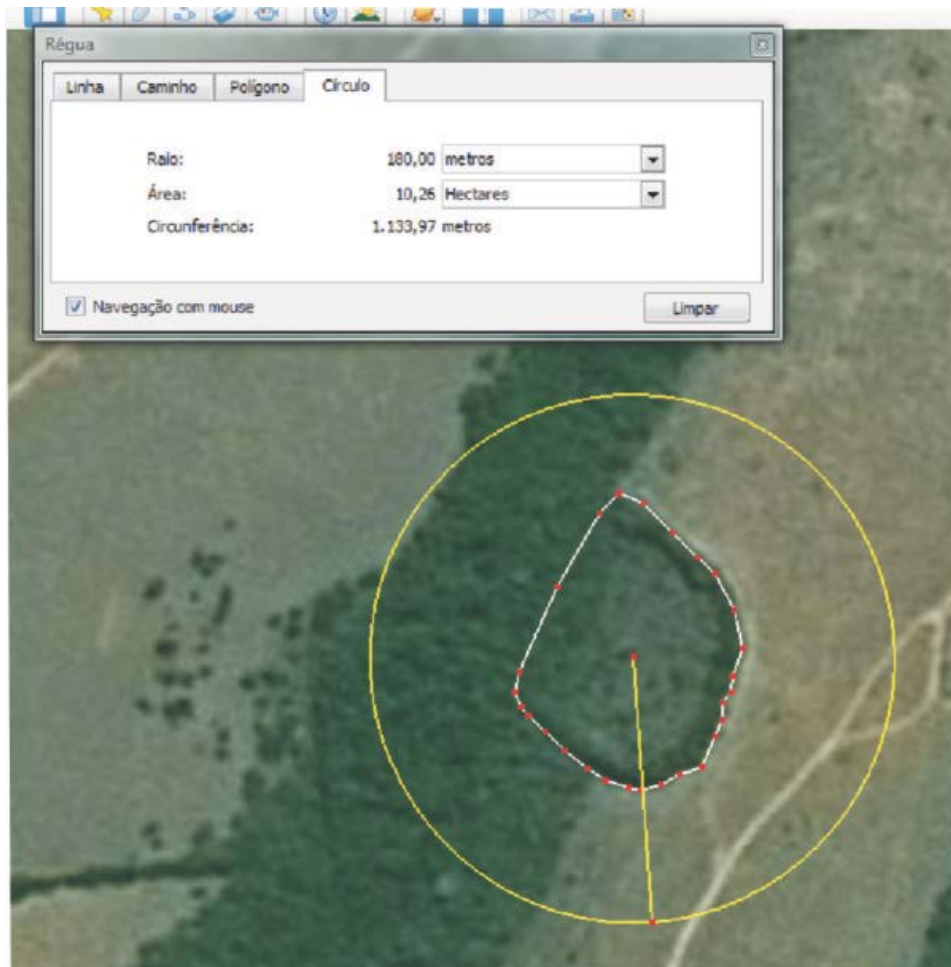 Régua
Linha Caminho Polígono Círculo
Raio: 180,00 metros
Área: 10,26 Hectares
Circunferência: 1.133,97 metros
Navegação com mouse Limpar